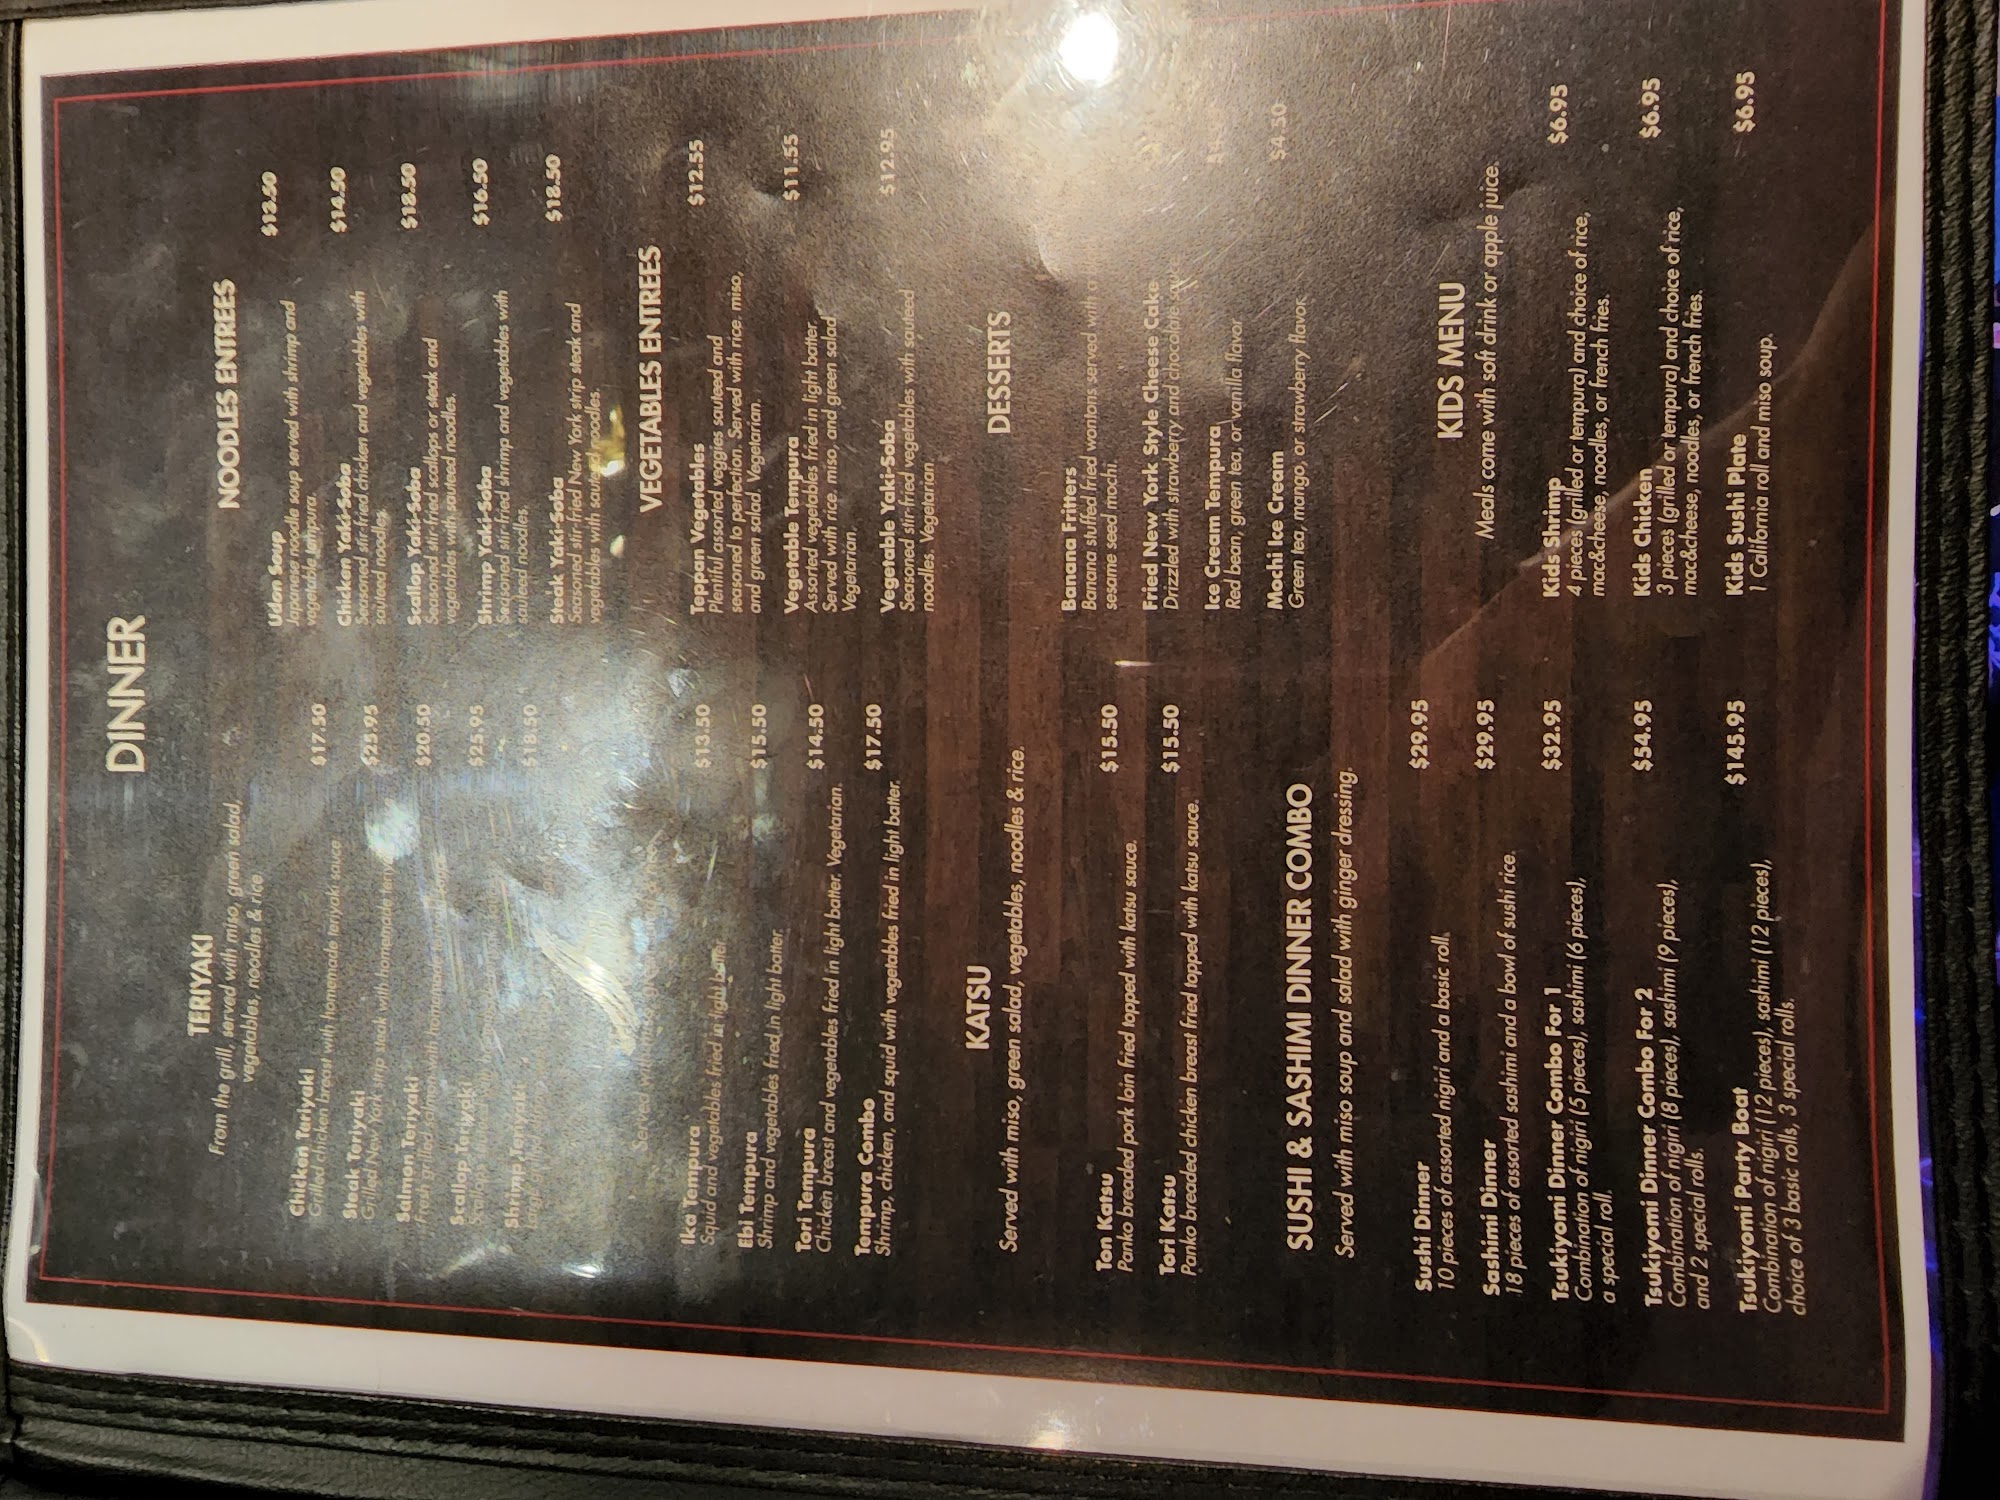 DINNER
TERIYAKI
From the grill, served with miso, green salad,
vegetables, noodles & rice
Chicken Teriyaki $17.50
Grilled chicken breast with homemade teriyaki sauce
Steak Teriyaki $25.95
Grilled New York strip steak with homemade
Salmon Teriyaki $20.50
Fresh grilled salmon with homemade
Scallop Teriyaki $25.95
Shrimp Teriyaki $18.50
Served
Ika Tempura $13.50
Squid and vegetables fried in light batter.
Ebi Tempura $15.50
Shrimp and vegetables fried in light batter.
Tori Tempura $14.50
Chicken breast and vegetables fried in light batter. Vegetarian.
Tempura Combo $17.50
Shrimp, chicken, and squid with vegetables fried in light batter.
KATSU
Served with miso, green salad, vegetables, noodles & rice.
Ton Katsu $15.50
Panko breaded pork loin fried topped with katsu sauce.
Tori Katsu $15.50
Panko breaded chicken breast fried topped with katsu sauce.
SUSHI & SASHIMI DINNER COMBO
Served with miso soup and salad with ginger dressing.
Sushi Dinner $29.95
10 pieces of assorted nigiri and a basic roll.
Sashimi Dinner $29.95
18 pieces of assorted sashimi and a bowl of sushi rice.
Tsukiyomi Dinner Combo For 1 $32.95
Combination of nigiri (5 pieces), sashimi (6 pieces),
a special roll.
Tsukiyomi Dinner Combo For 2 $54.95
Combination of nigiri (8 pieces), sashimi (9 pieces),
and 2 special rolls.
Tsukiyomi Party Boat $145.95
Combination of nigiri (12 pieces), sashimi (12 pieces),
choice of 3 basic rolls, 3 special rolls.
NOODLES ENTREES
Udon Soup
Japanese noodle soup served with shrimp and
vegetable tempura.
Chicken Yaki-Soba $14.50
Seasoned stir-fried chicken and vegetables with
sauteed noodles.
Scallop Yaki-Soba $18.50
Seasoned stir-fried scallops or steak and
vegetables with sauteed noodles.
Shrimp Yaki-Soba $16.50
Seasoned stir-fried shrimp and vegetables with
sauteed noodles.
Steak Yaki-Soba $18.50
Seasoned stir-fried New York strip steak and
vegetables with sauteed noodles.
VEGETABLES ENTREES
Teppan Vegetables $12.55
Plentiful assorted veggies sauteed and
seasoned to perfection. Served with rice, miso,
and green salad. Vegetarian.
Vegetable Tempura $11.55
Assorted vegetables fried in light batter.
Served with rice, miso, and green salad
Vegetarian.
Vegetable Yaki-Soba $12.95
Seasoned stir-fried vegetables with sauteed
noodles. Vegetarian
DESSERTS
Banana Fritters
Banana stuffed fried wontons served with
sesame seed mochi.
Fried New York Style Cheese Cake
Drizzled with strawberry and chocolate
Ice Cream Tempura
Red bean, green tea, or vanilla flavor
Mochi Ice Cream $4.50
Green tea, mango, or strawberry flavor.
KIDS MENU
Meals come with soft drink or apple juice.
Kids Shrimp $6.95
4 pieces (grilled or tempura) and choice of rice,
mac&cheese, noodles, or french fries.
Kids Chicken $6.95
3 pieces (grilled or tempura) and choice of rice,
mac&cheese, noodles, or french fries.
Kids Sushi Plate $6.95
1 California roll and miso soup.